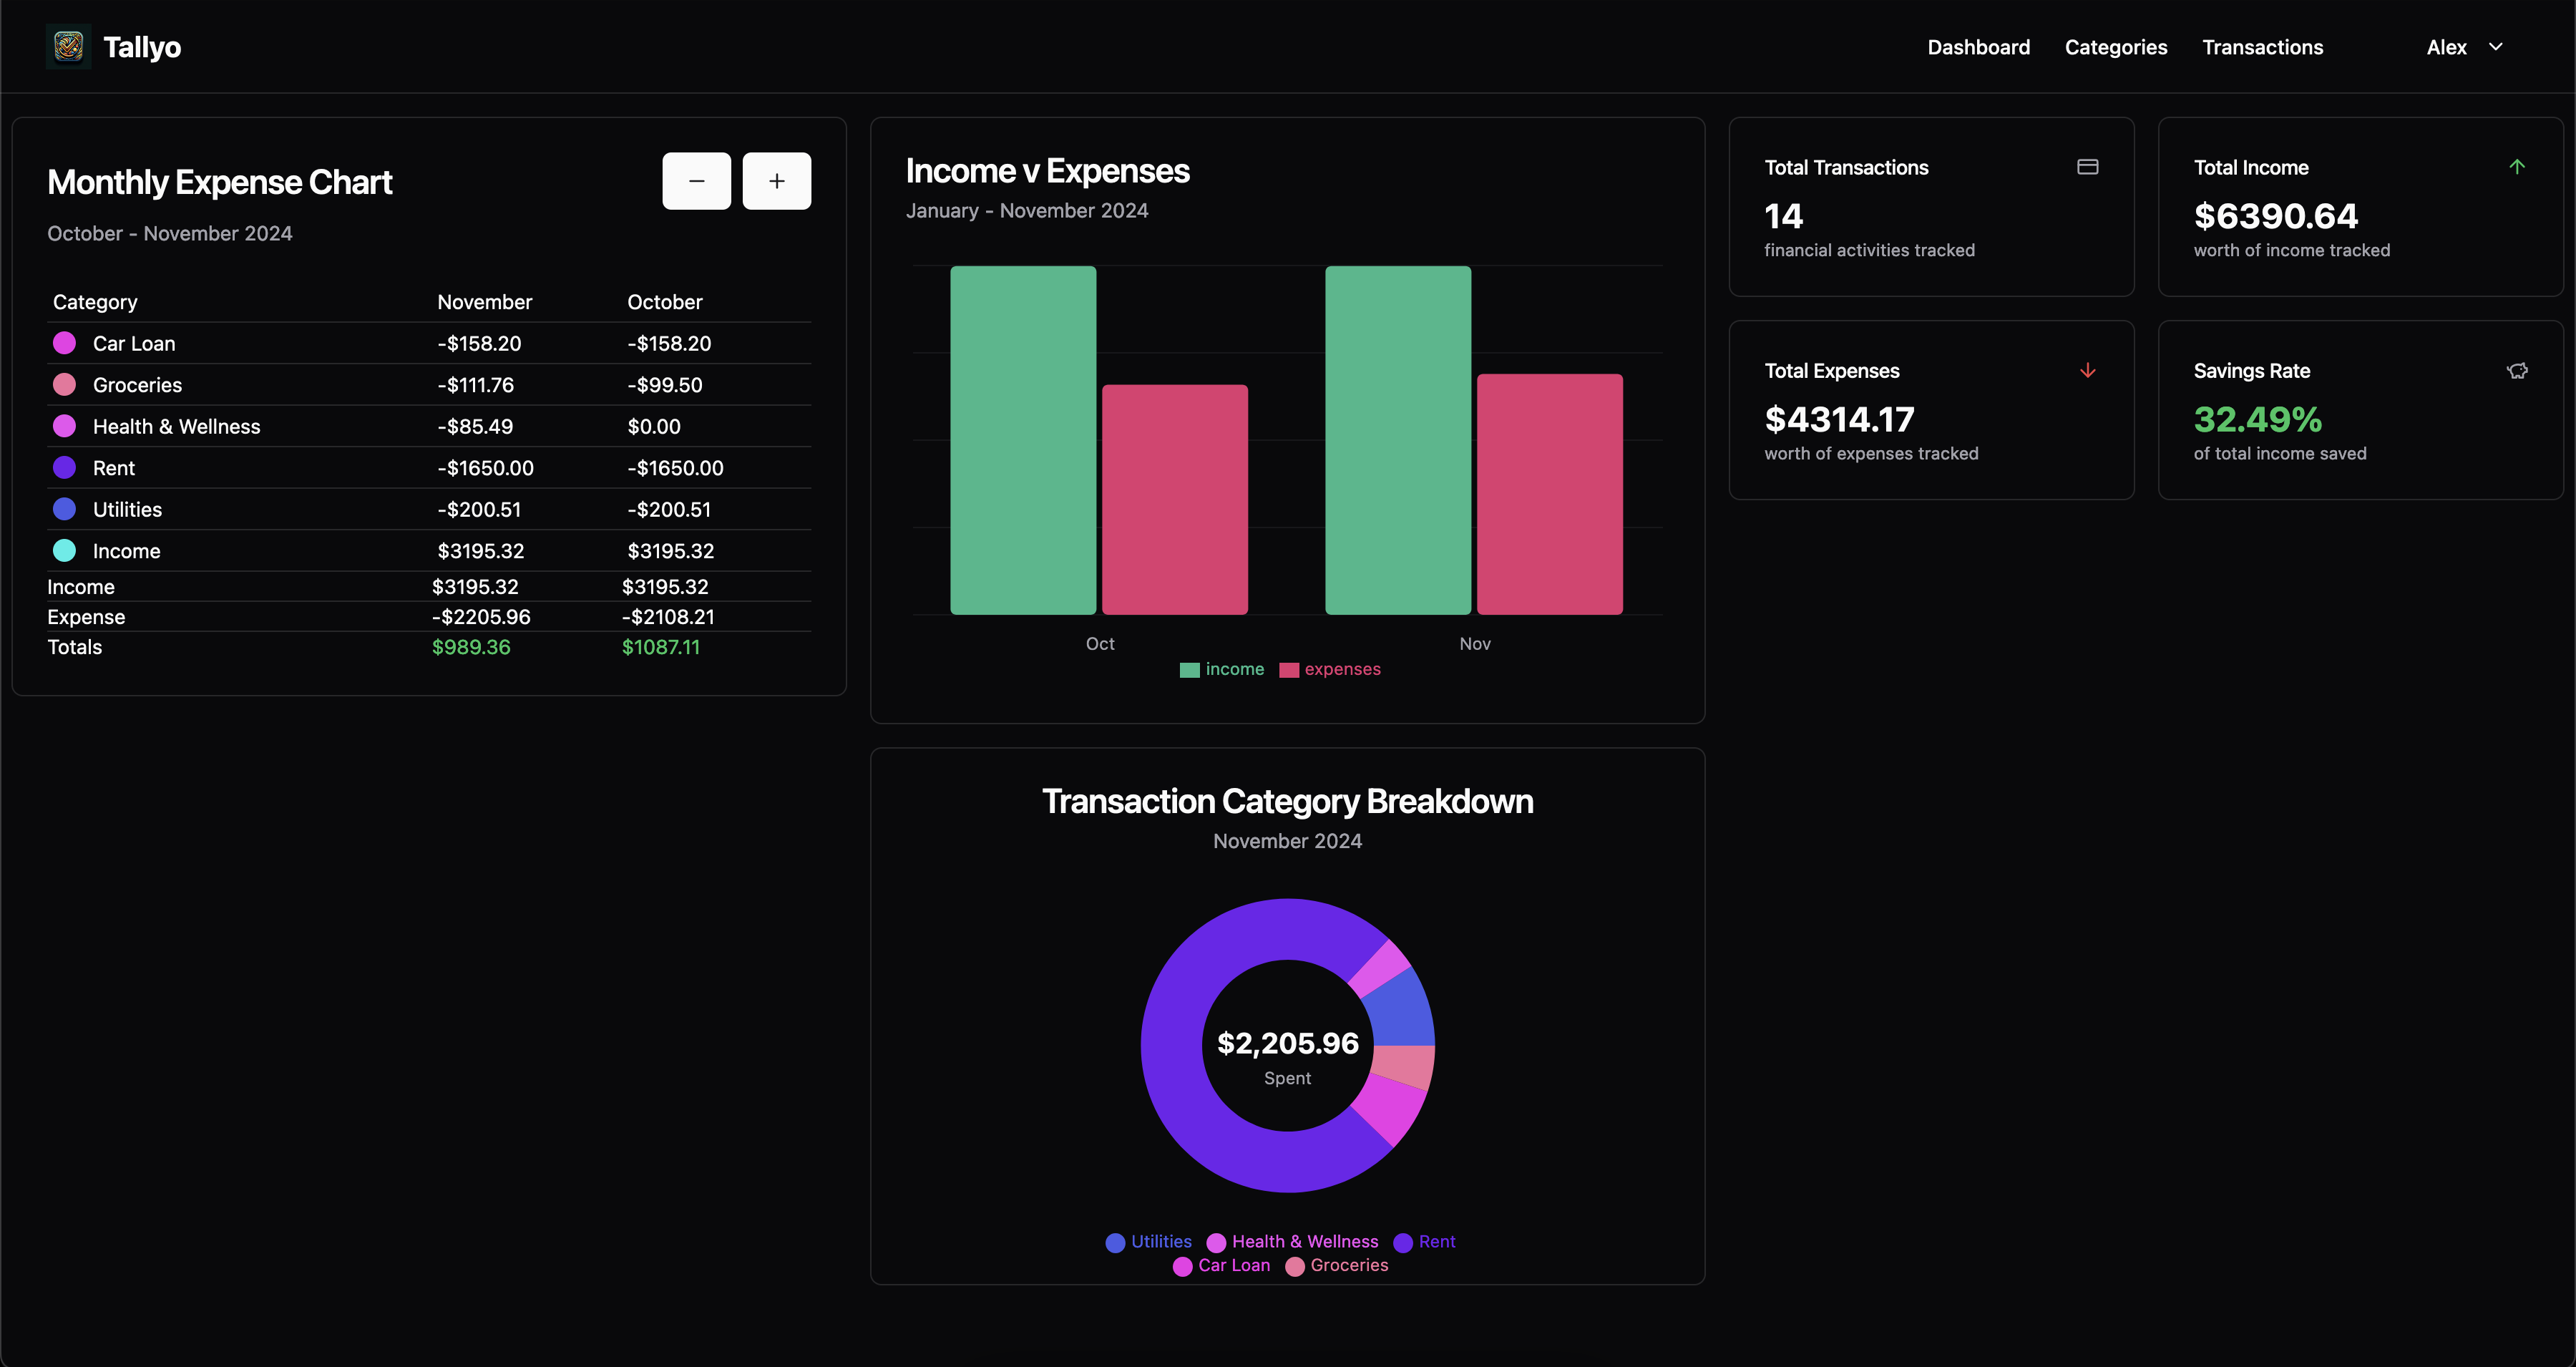 Tallyo
Dashboard Categories Transactions Alex
Monthly Expense Chart
− +
October - November 2024
Category November October
Car Loan -$158.20 -$158.20
Groceries -$111.76 -$99.50
Health & Wellness -$85.49 $0.00
Rent -$1650.00 -$1650.00
Utilities -$200.51 -$200.51
Income $3195.32 $3195.32
Income $3195.32 $3195.32
Expense -$2205.96 -$2108.21
Totals $989.36 $1087.11
Income v Expenses
January - November 2024
Oct Nov
income expenses
Transaction Category Breakdown
November 2024
$2,205.96
Spent
Utilities Health & Wellness Rent
Car Loan Groceries
Total Transactions
14
financial activities tracked
Total Income
$6390.64
worth of income tracked
Total Expenses
$4314.17
worth of expenses tracked
Savings Rate
32.49%
of total income saved